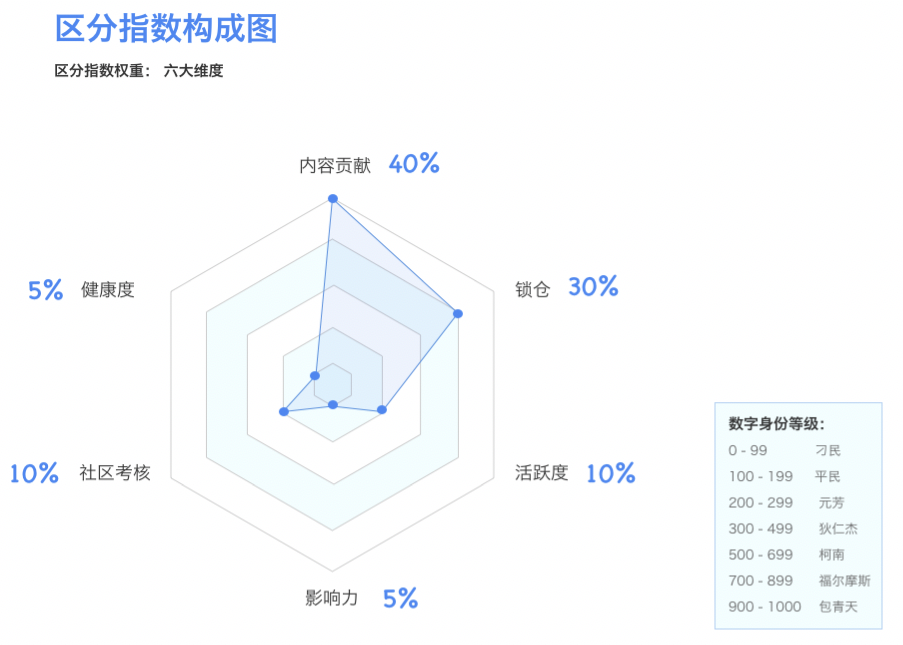 区分指数构成图
区分指数权重： 六大维度
内容贡献 40%
5% 健康度
锁仓 30%
10% 社区考核
活跃度 10%
影响力 5%
数字身份等级：
0 - 99 刁民
100 - 199 平民
200 - 299 元芳
300 - 499 狄仁杰
500 - 699 柯南
700 - 899 福尔摩斯
900 - 1000 包青天